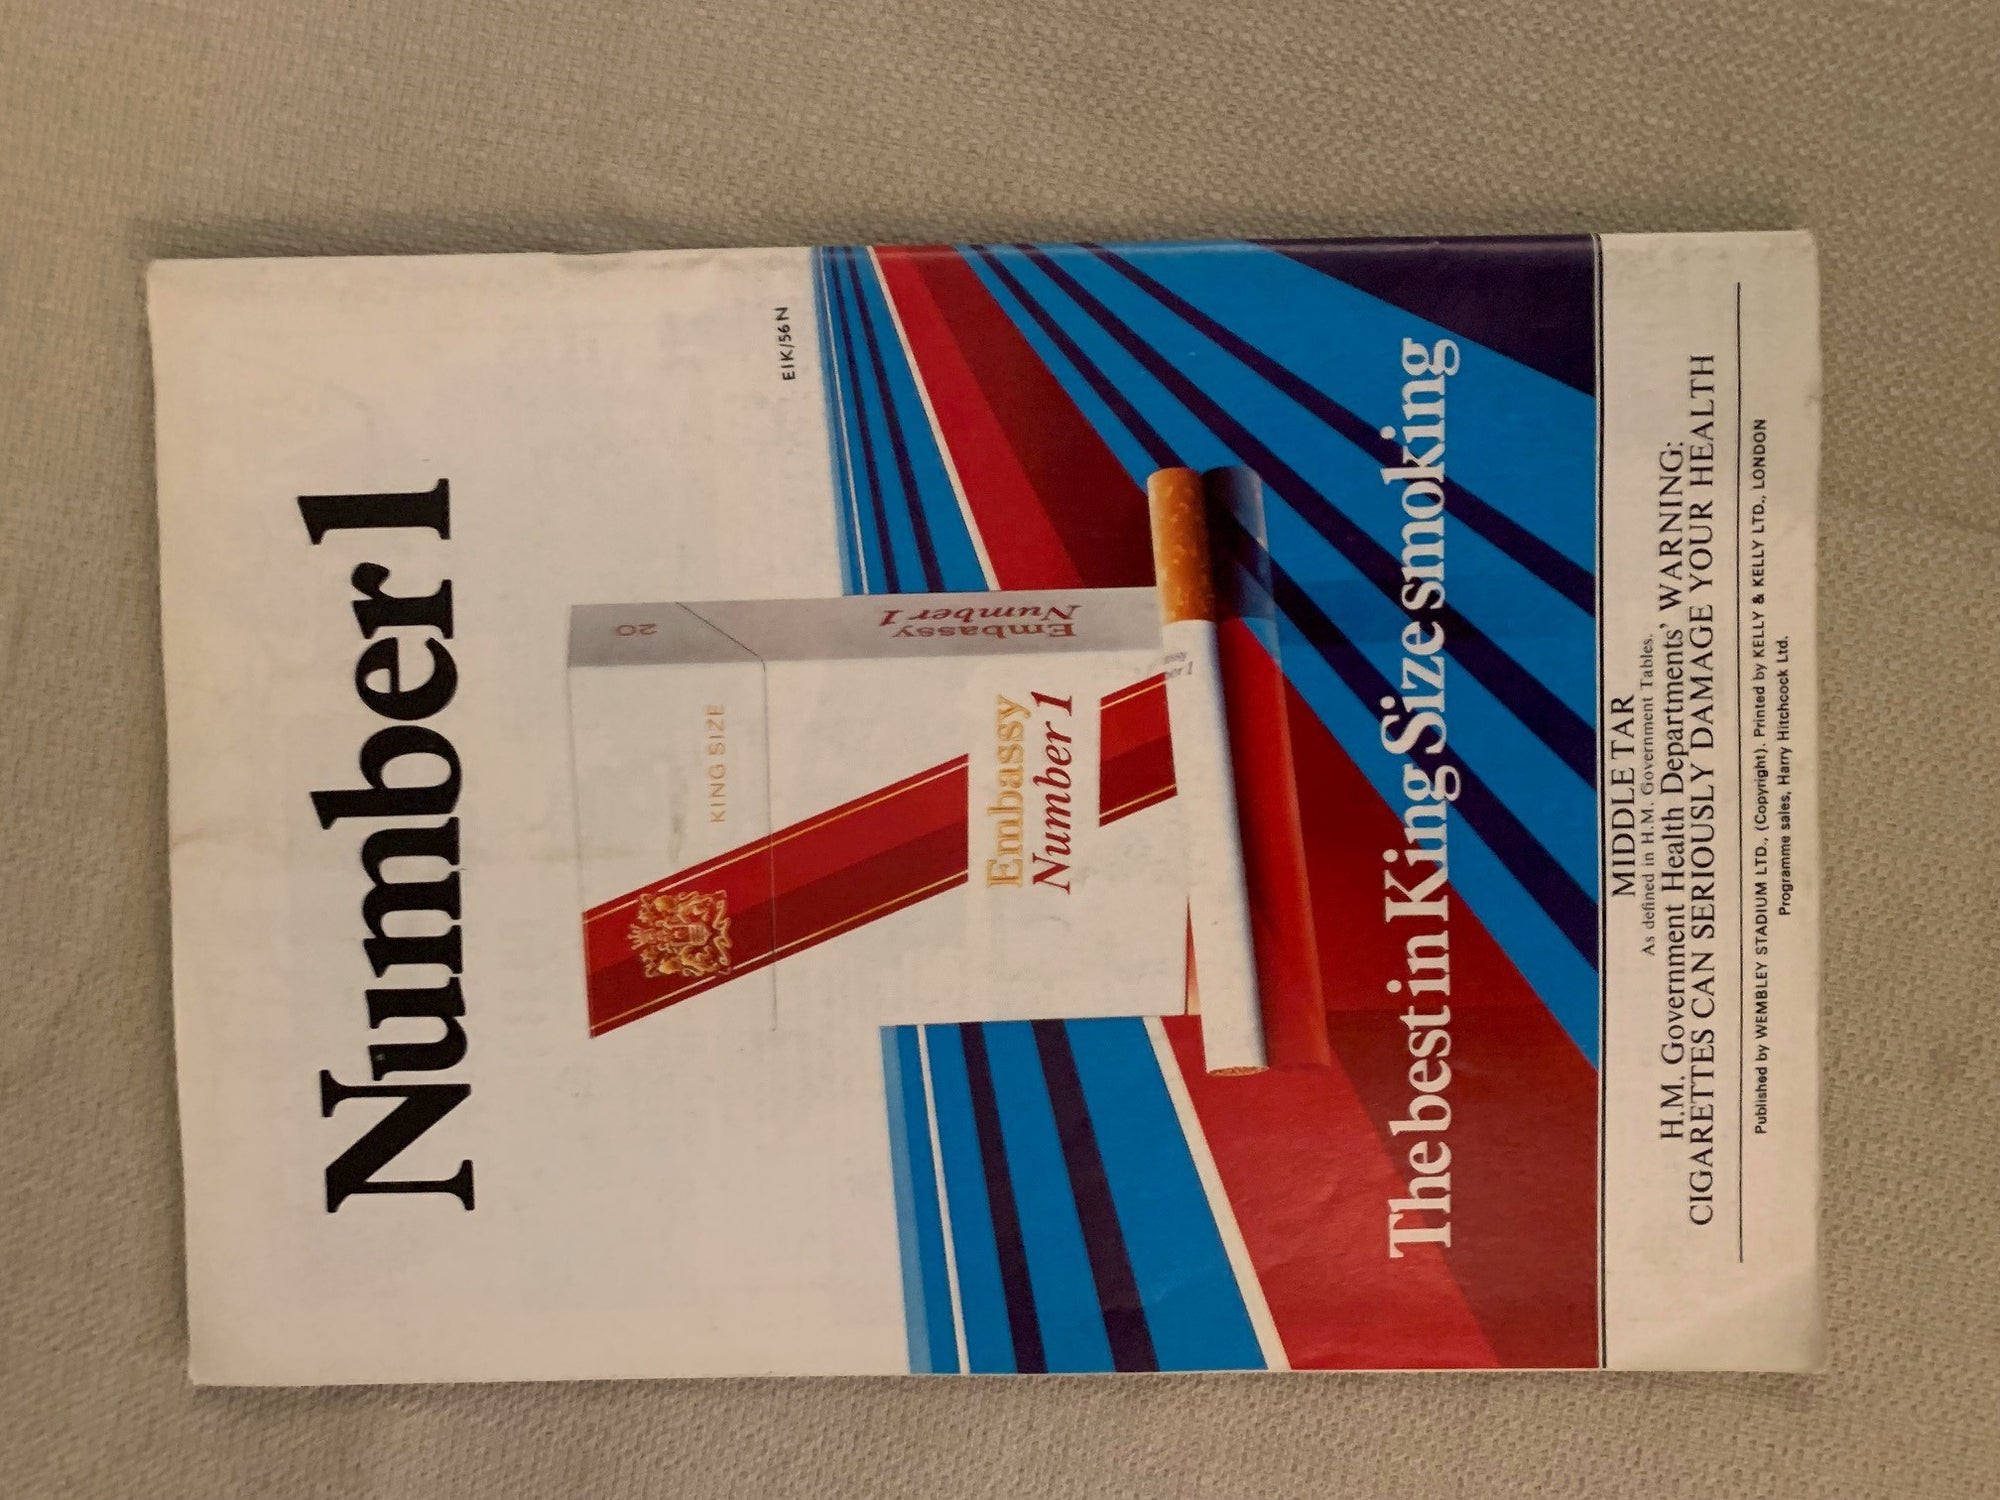 Number 1
20
KING SIZE
Embassy
Number 1
Embassy
Number 1
E1K/56N
The best in King Size smoking
MIDDLE TAR
As defined in H.M. Government Tables.
H.M. Government Health Departments' WARNING:
CIGARETTES CAN SERIOUSLY DAMAGE YOUR HEALTH
Published by WEMBLEY STADIUM LTD., (Copyright). Printed by KELLY & KELLY LTD., LONDON
Programme sales, Harry Hitchcock Ltd.